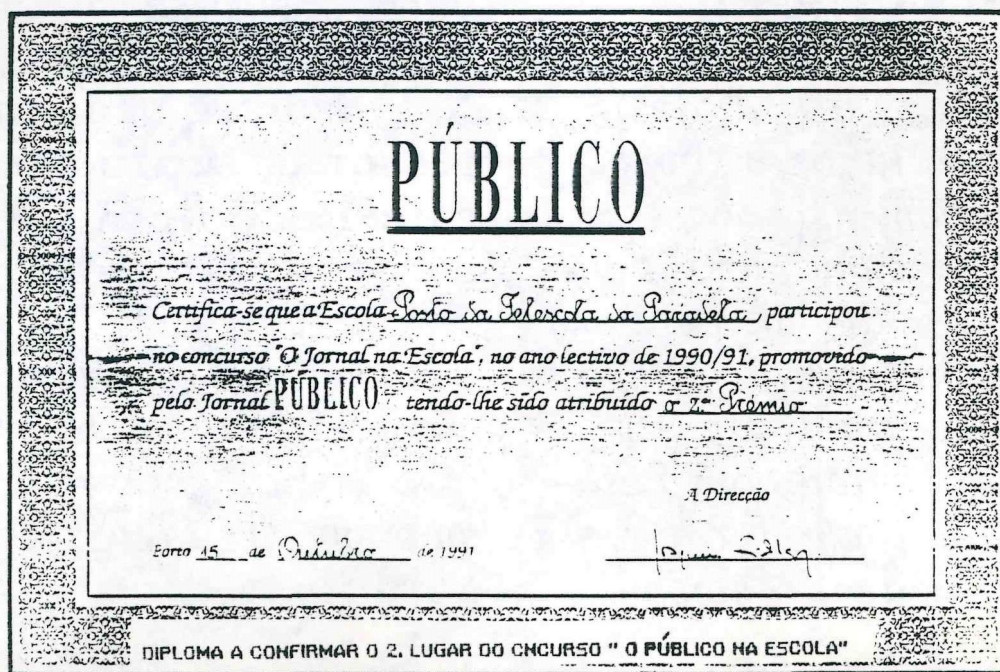 PÚBLICO
Certifica-se que a Escola Posto da Telescola da Paradela participou
no concurso "O Jornal na Escola", no ano lectivo de 1990/91, promovido
pelo Jornal PÚBLICO tendo-lhe sido atribuído o 2º Prémio
A Direcção
Porto 15 de Outubro de 1991
DIPLOMA A CONFIRMAR O 2. LUGAR DO CNCURSO " O PÚBLICO NA ESCOLA"